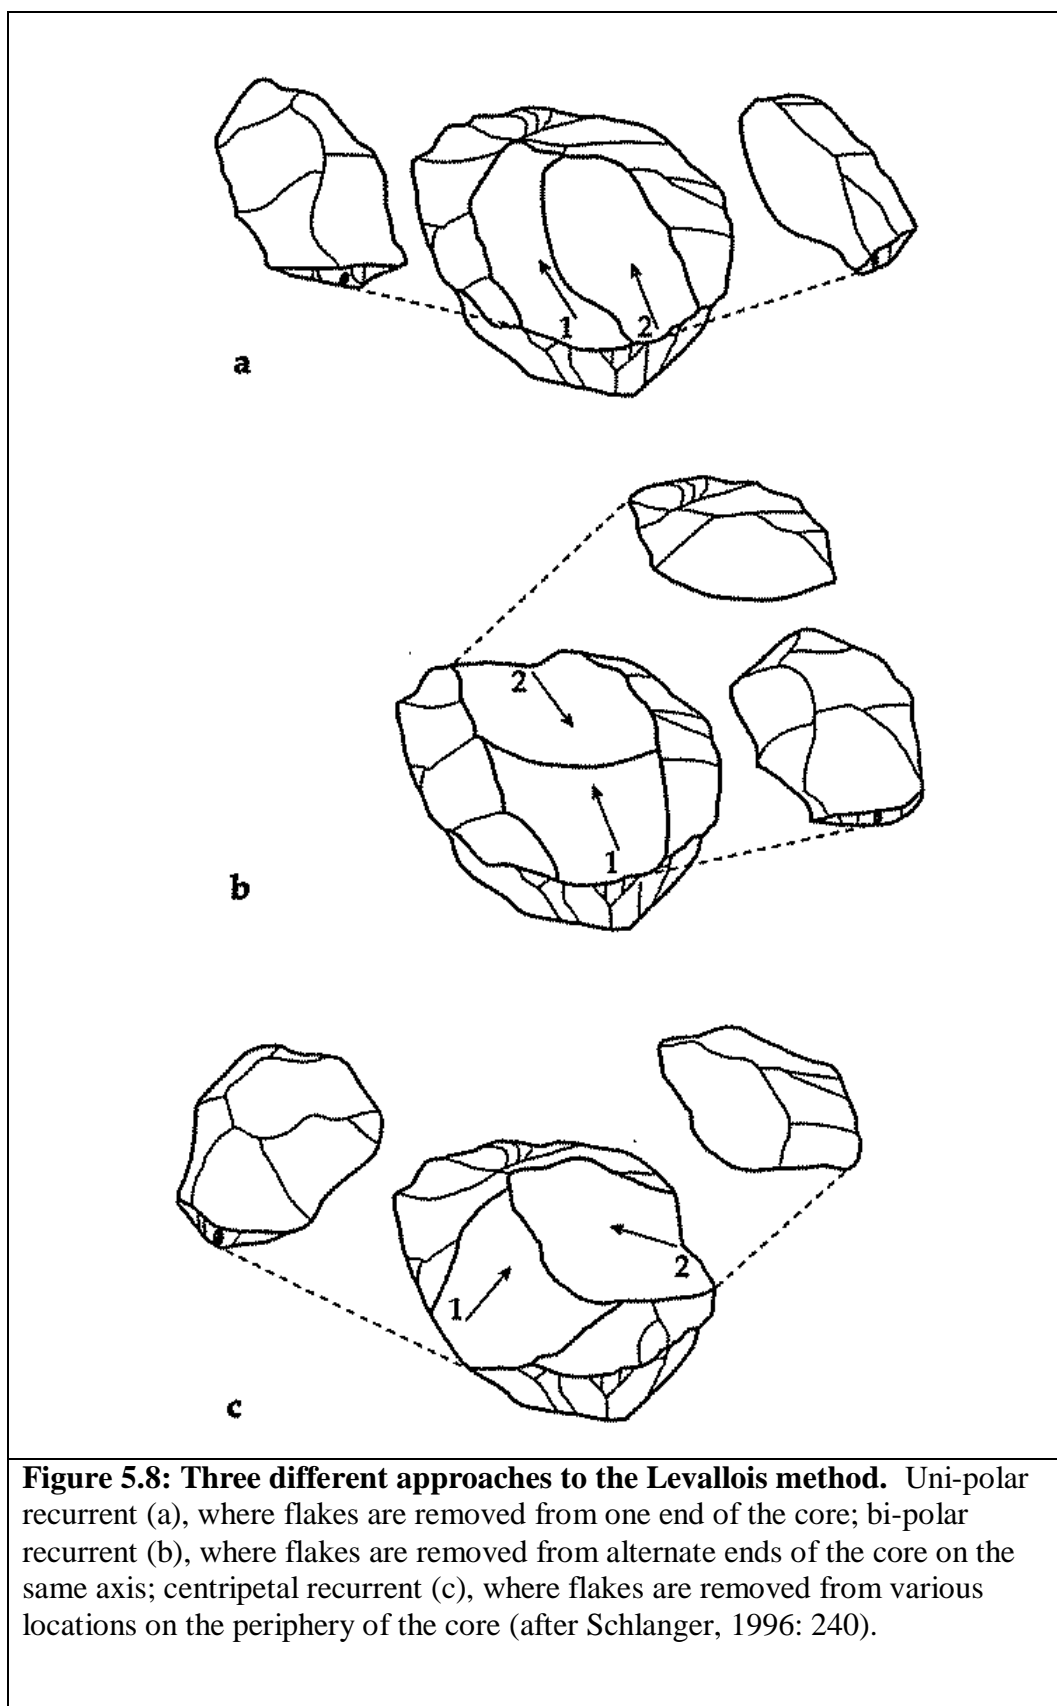 1
2
a
2
1
b
2
1
c
Figure 5.8: Three different approaches to the Levallois method. Uni-polar
recurrent (a), where flakes are removed from one end of the core; bi-polar
recurrent (b), where flakes are removed from alternate ends of the core on the
same axis; centripetal recurrent (c), where flakes are removed from various
locations on the periphery of the core (after Schlanger, 1996: 240).